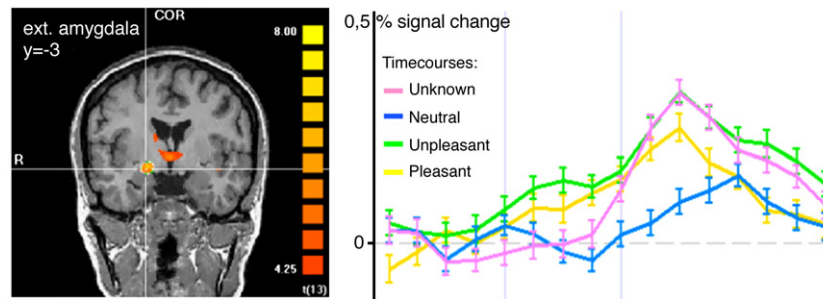 COR
ext. amygdala
y=-3
8.00
R
4.25
t(13)
0,5 % signal change
Timecourses:
Unknown
Neutral
Unpleasant
Pleasant
0